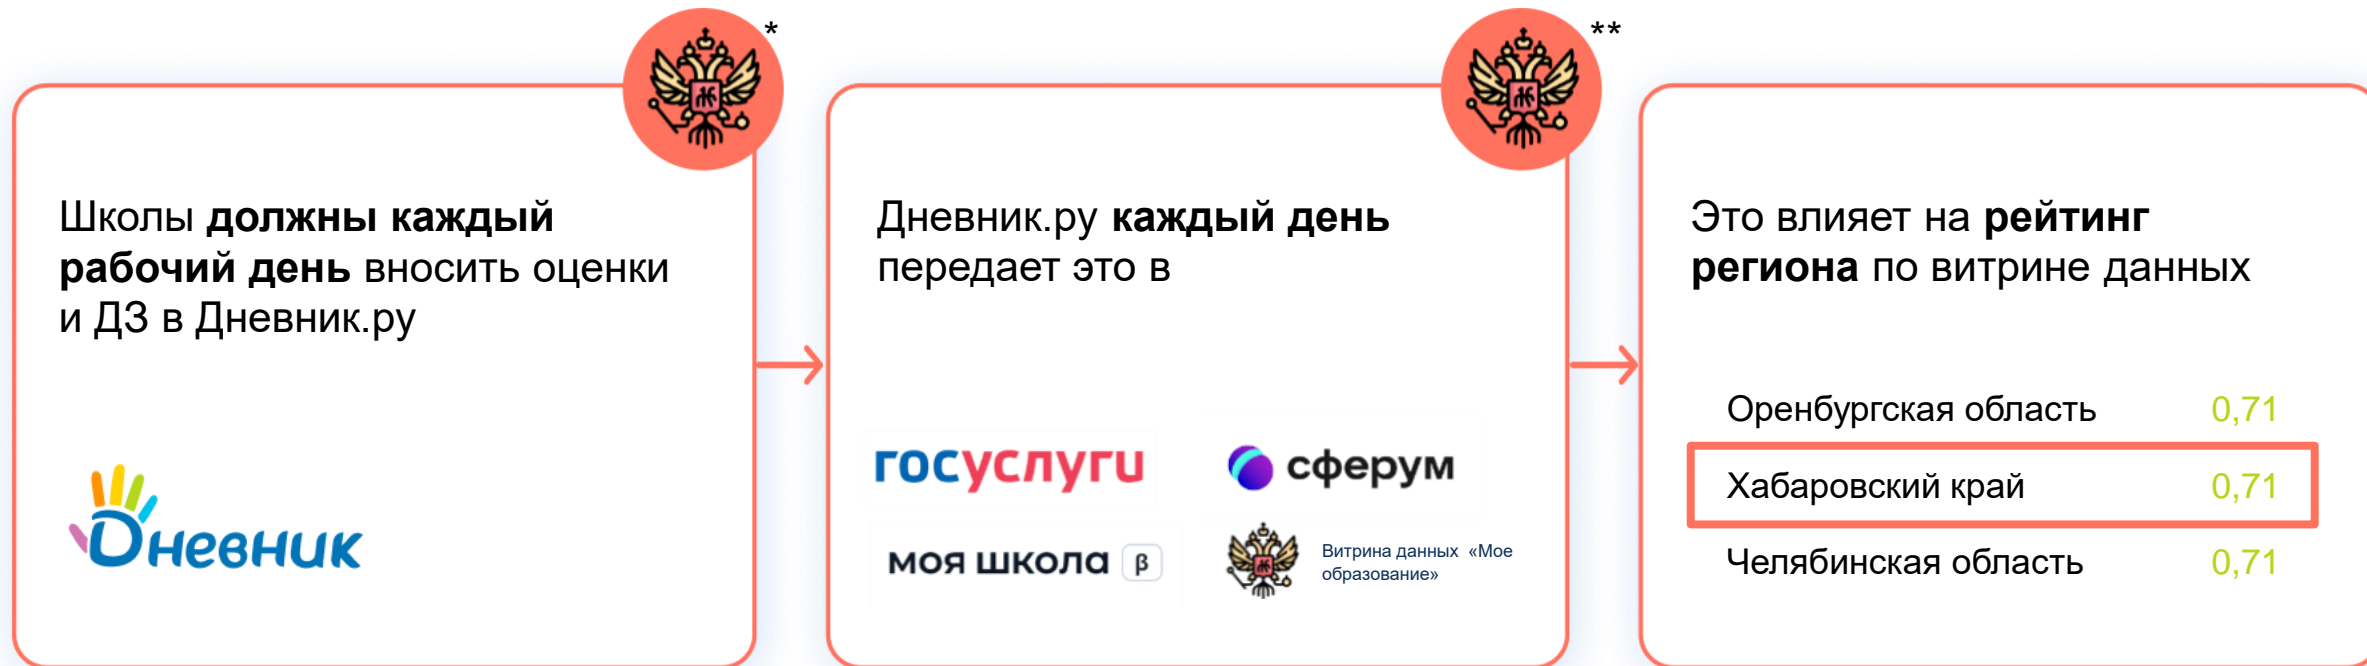 *
Школы должны каждый
рабочий день вносить оценки
и ДЗ в Дневник.ру
Дневник
**
Дневник.ру каждый день
передает это в
госуслуги
сферум
моя школа β
Витрина данных «Мое
образование»
Это влияет на рейтинг
региона по витрине данных
Оренбургская область 0,71
Хабаровский край 0,71
Челябинская область 0,71